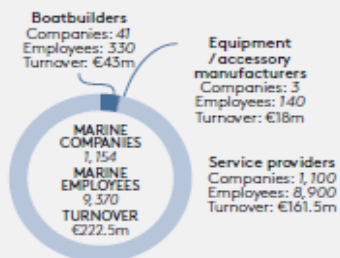 Boatbuilders
Companies: 41
Employees: 330
Turnover: €43m
Equipment
/accessory
manufacturers
Companies: 3
Employees: 140
Turnover: €18m
MARINE
COMPANIES
1,154
MARINE
EMPLOYEES
9,370
TURNOVER
€222.5m
Service providers
Companies: 1,100
Employees: 8,900
Turnover: €161.5m